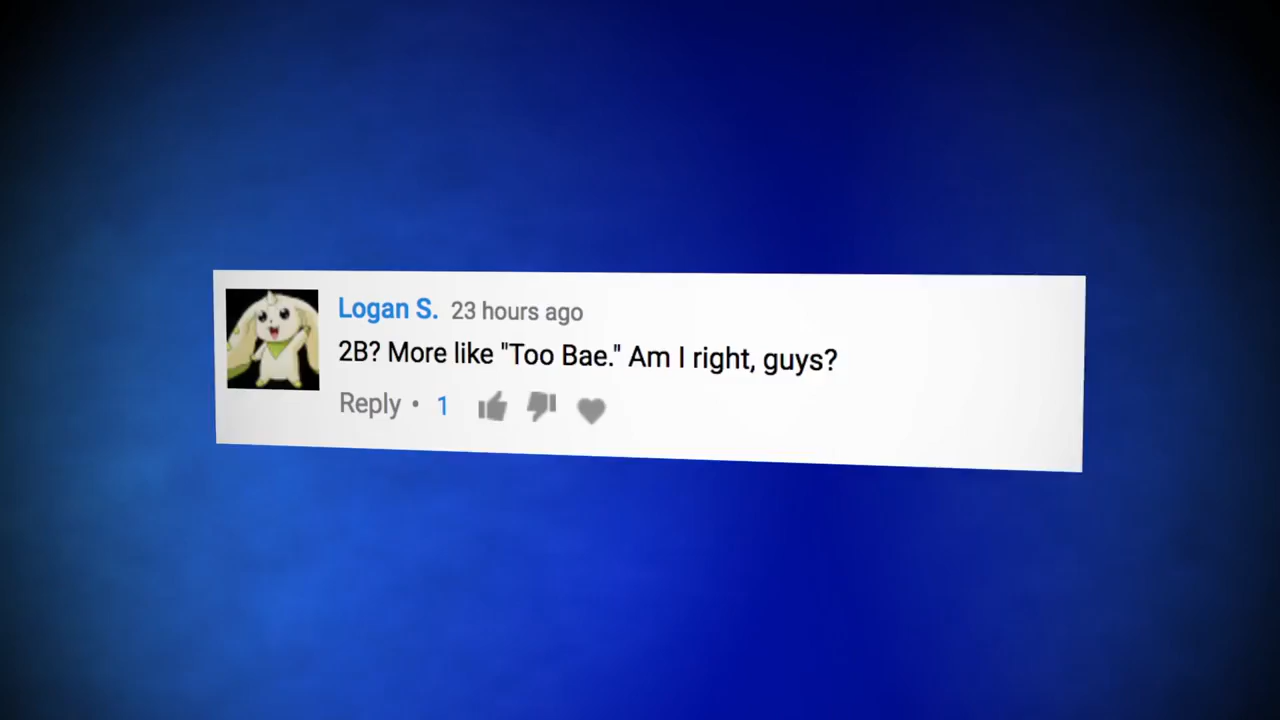 Logan S. 23 hours ago
2B? More like "Too Bae." Am I right, guys?
Reply • 1